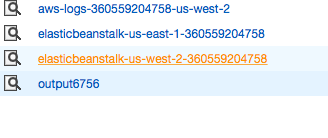 aws-logs-360559204758-us-west-2
elasticbeanstalk-us-east-1-360559204758
elasticbeanstalk-us-west-2-360559204758
output6756